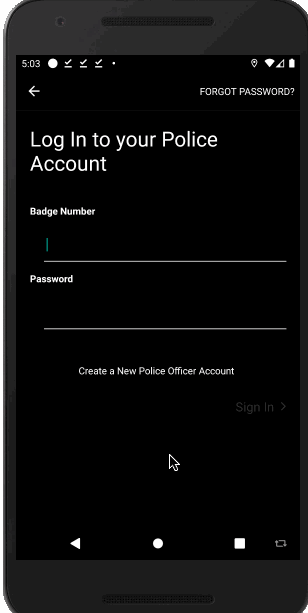 5:03
FORGOT PASSWORD?
Log In to your Police
Account
Badge Number
Password
Create a New Police Officer Account
Sign In